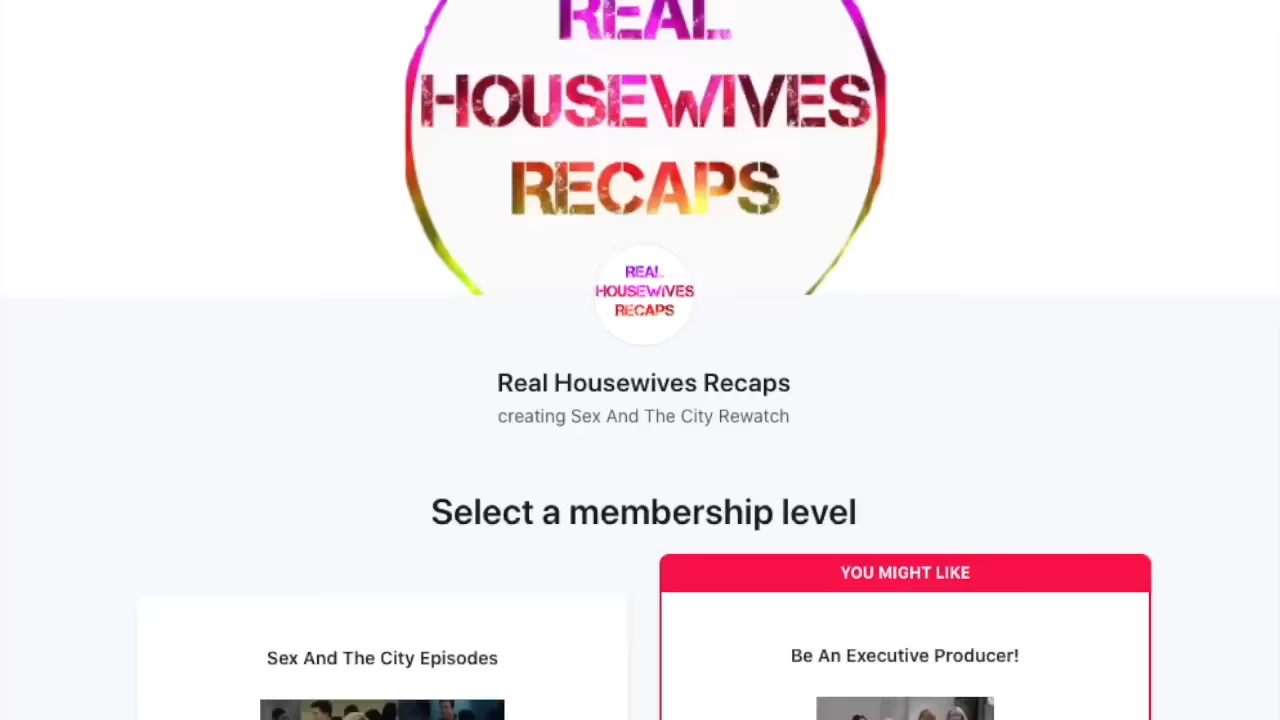 REAL
HOUSEWIVES
RECAPS
REAL
HOUSEWIVES
RECAPS
Real Housewives Recaps
creating Sex And The City Rewatch
Select a membership level
YOU MIGHT LIKE
Sex And The City Episodes
Be An Executive Producer!